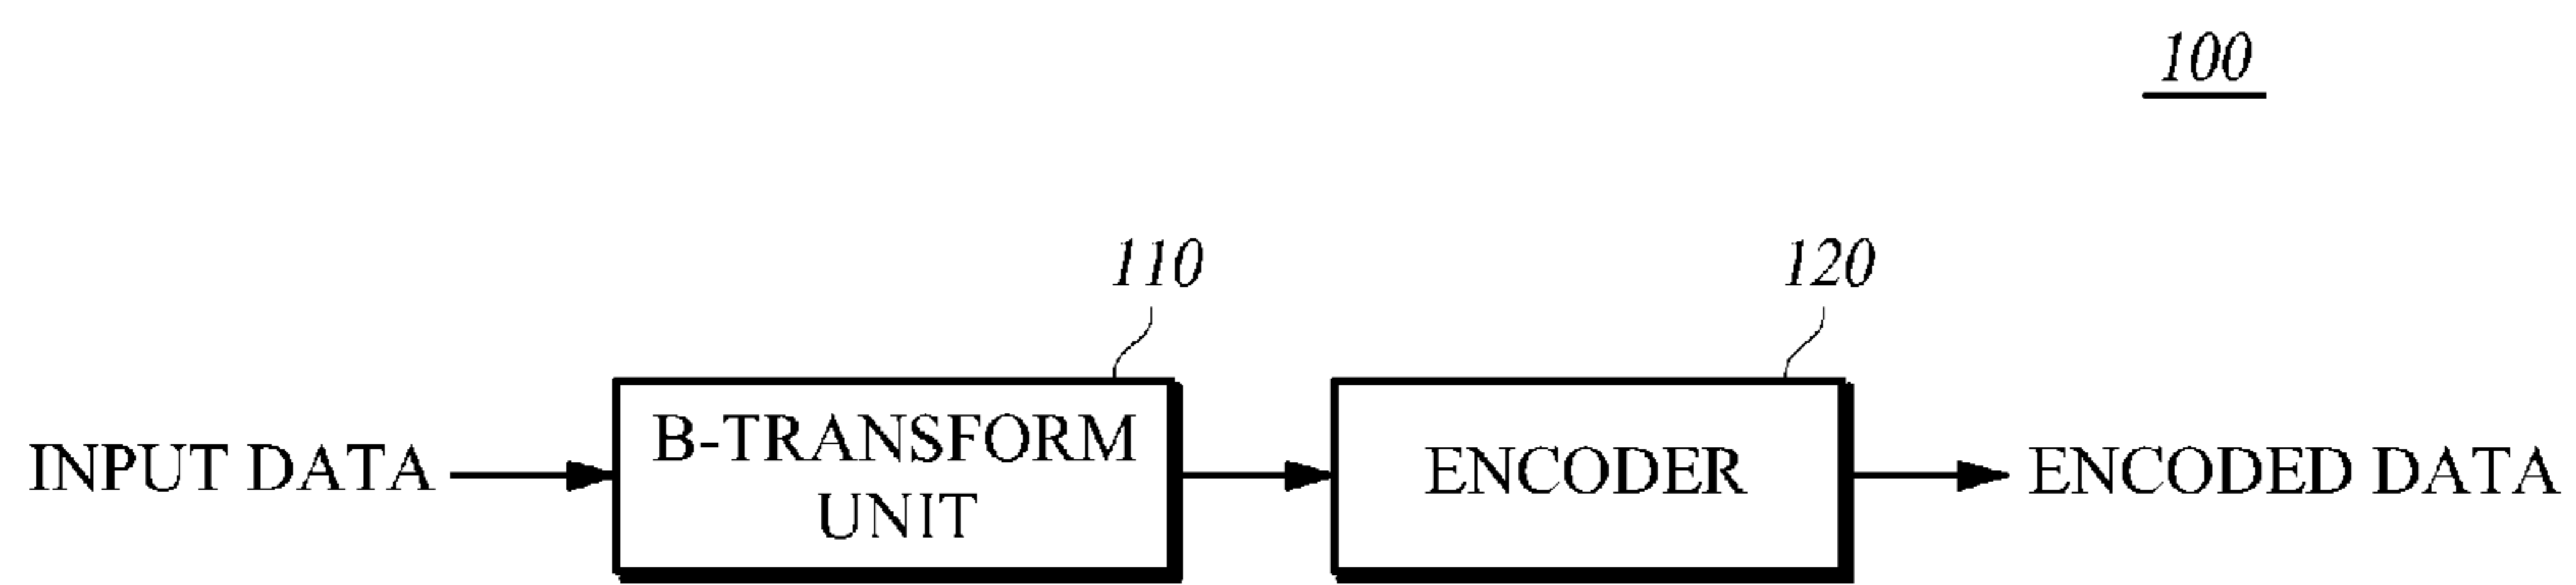 100
110
120
INPUT DATA
B-TRANSFORM
UNIT
ENCODER
ENCODED DATA